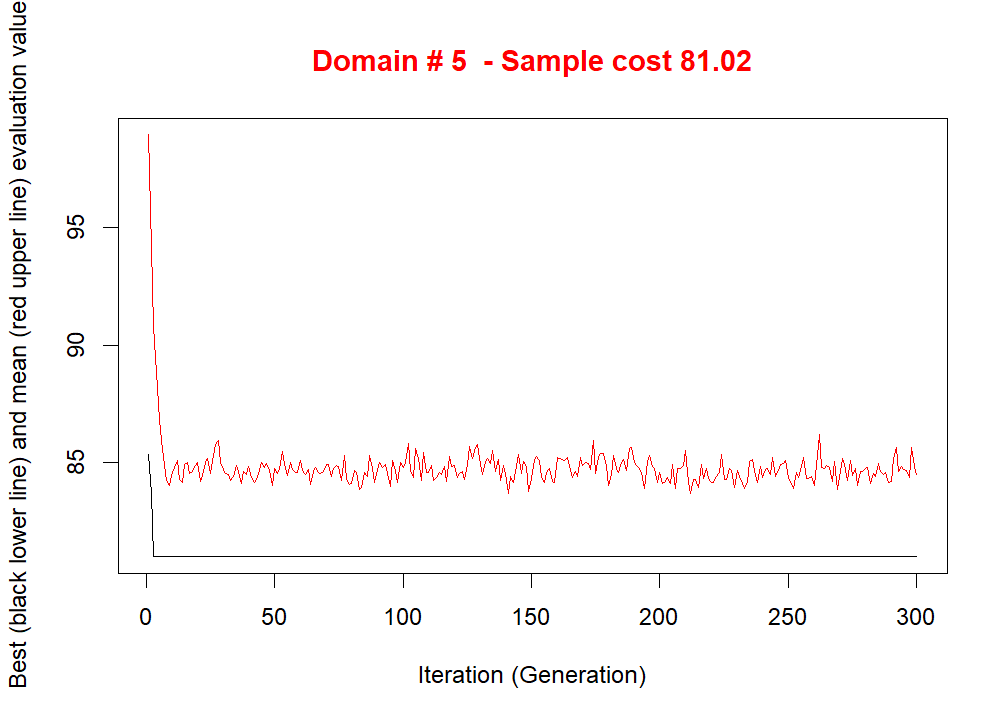 Domain # 5 - Sample cost 81.02
Best (black lower line) and mean (red upper line) evaluation value
95
90
85
0 50 100 150 200 250 300
Iteration (Generation)